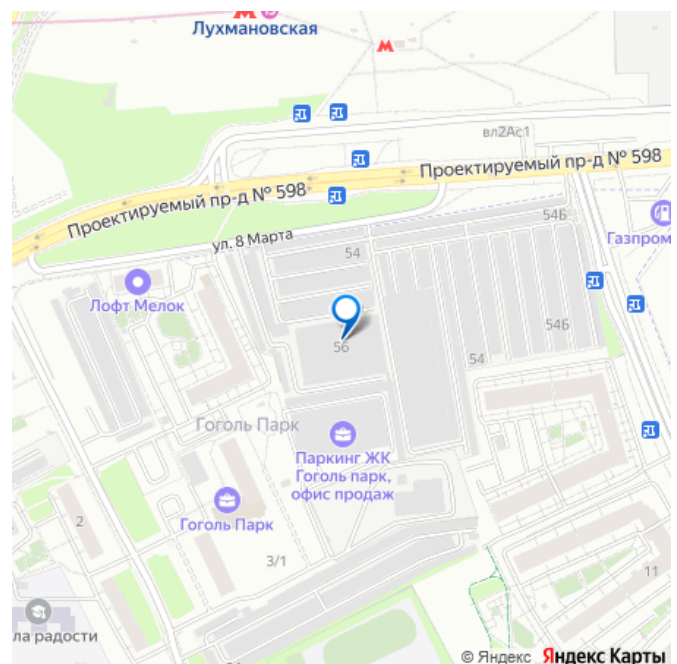 Лухмановская
вл2Ас1
Проектируемый пр-д № 598
Проектируемый пр-д № 598
54Б
ул. 8 Марта
54
Газпром
Лофт Мелок
54Б
56
54
Гоголь Парк
Паркинг ЖК
Гоголь парк,
офис продаж
Гоголь Парк
2
3/1
11
ла радости
© Яндекс Яндекс Карты